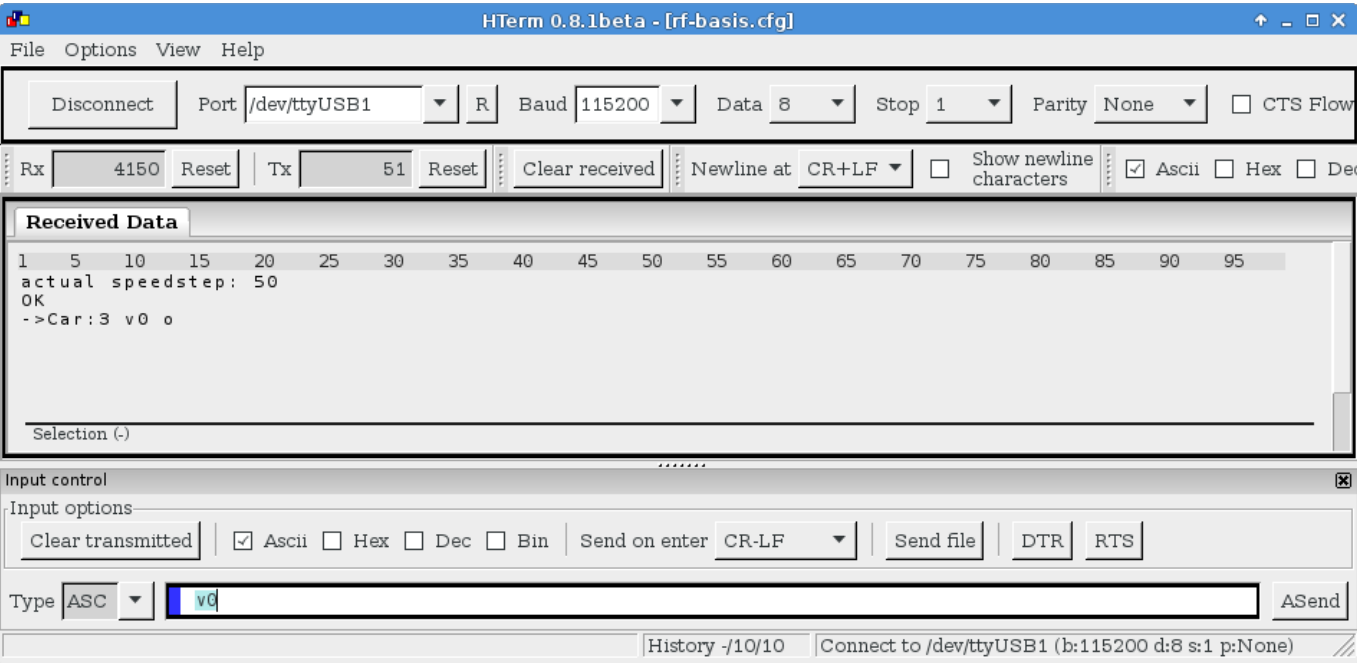 HTerm 0.8.1beta - [rf-basis.cfg]
File Options View Help
Disconnect Port /dev/ttyUSB1 R Baud 115200 Data 8 Stop 1 Parity None CTS Flow
Rx 4150 Reset Tx 51 Reset Clear received Newline at CR+LF Show newline characters Ascii Hex Dec
Received Data
1 5 10 15 20 25 30 35 40 45 50 55 60 65 70 75 80 85 90 95
actual speedstep: 50
OK
->Car:3 v0 o
Selection (-)
Input control
Input options
Clear transmitted Ascii Hex Dec Bin Send on enter CR-LF Send file DTR RTS
Type ASC v0 ASend
History -/10/10 Connect to /dev/ttyUSB1 (b:115200 d:8 s:1 p:None)